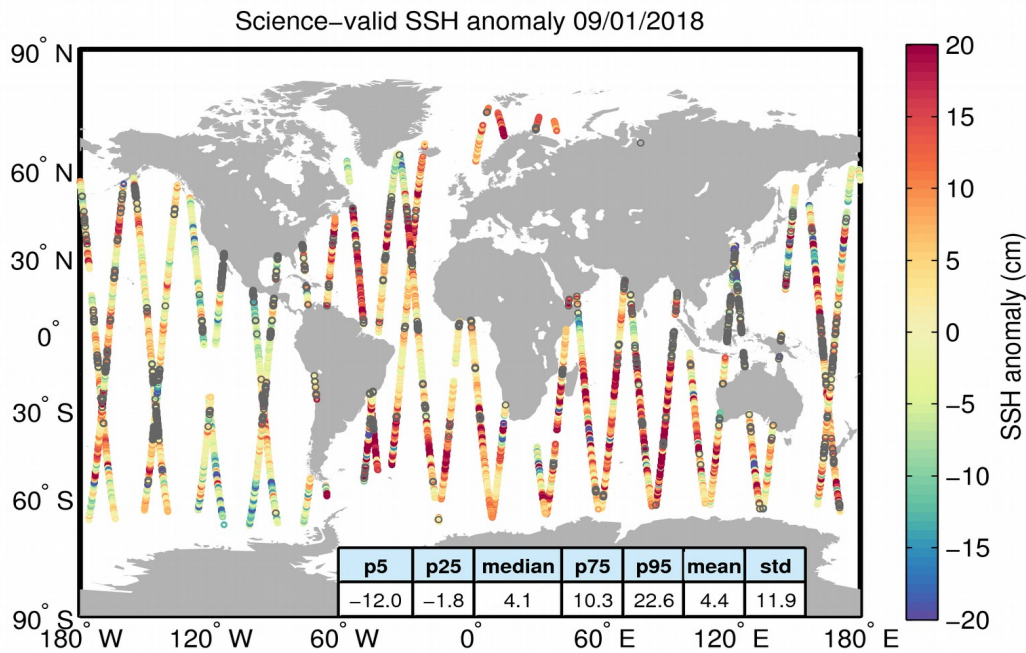 Science−valid SSH anomaly 09/01/2018
90° N
60° N
30° N
0°
30° S
60° S
90° S
180° W 120° W 60° W 0° 60° E 120° E 180° E
p5 p25 median p75 p95 mean std
−12.0 −1.8 4.1 10.3 22.6 4.4 11.9
20
15
10
5
0
−5
−10
−15
−20
SSH anomaly (cm)